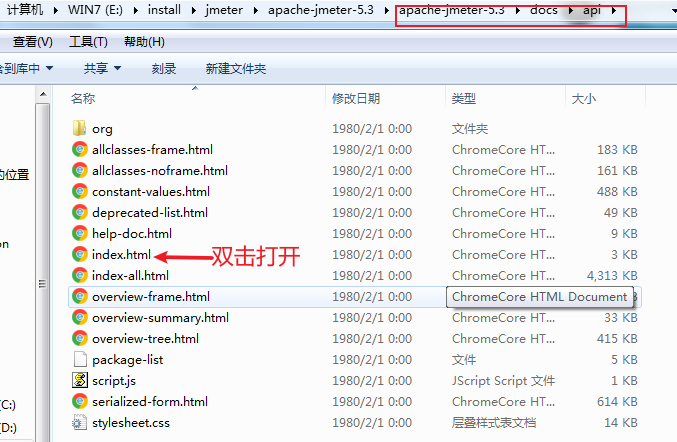 计算机 ▸ WIN7 (E:) ▸ install ▸ jmeter ▸ apache-jmeter-5.3 ▸ apache-jmeter-5.3 ▸ docs ▸ api ▸
查看(V) 工具(T) 帮助(H)
含到库中 共享 刻录 新建文件夹
名称 修改日期 类型 大小
org 1980/2/1 0:00 文件夹
allclasses-frame.html 1980/2/1 0:00 ChromeCore HT... 183 KB
的位置
allclasses-noframe.html 1980/2/1 0:00 ChromeCore HT... 168 KB
constant-values.html 1980/2/1 0:00 ChromeCore HT... 488 KB
deprecated-list.html 1980/2/1 0:00 ChromeCore HT... 49 KB
help-doc.html 1980/2/1 0:00 ChromeCore HT... 9 KB
on
index.html 双击打开 1980/2/1 0:00 ChromeCore HT... 3 KB
index-all.html 1980/2/1 0:00 ChromeCore HT... 4,313 KB
overview-frame.html 1980/2/1 0:00 ChromeCore HTML Document
overview-summary.html 1980/2/1 0:00 ChromeCore HT... 33 KB
overview-tree.html 1980/2/1 0:00 ChromeCore HT... 415 KB
package-list 1980/2/1 0:00 文件 5 KB
script.js 1980/2/1 0:00 JScript Script 文件 1 KB
(C:)
serialized-form.html 1980/2/1 0:00 ChromeCore HT... 614 KB
(D:)
stylesheet.css 1980/2/1 0:00 层叠样式表文档 14 KB